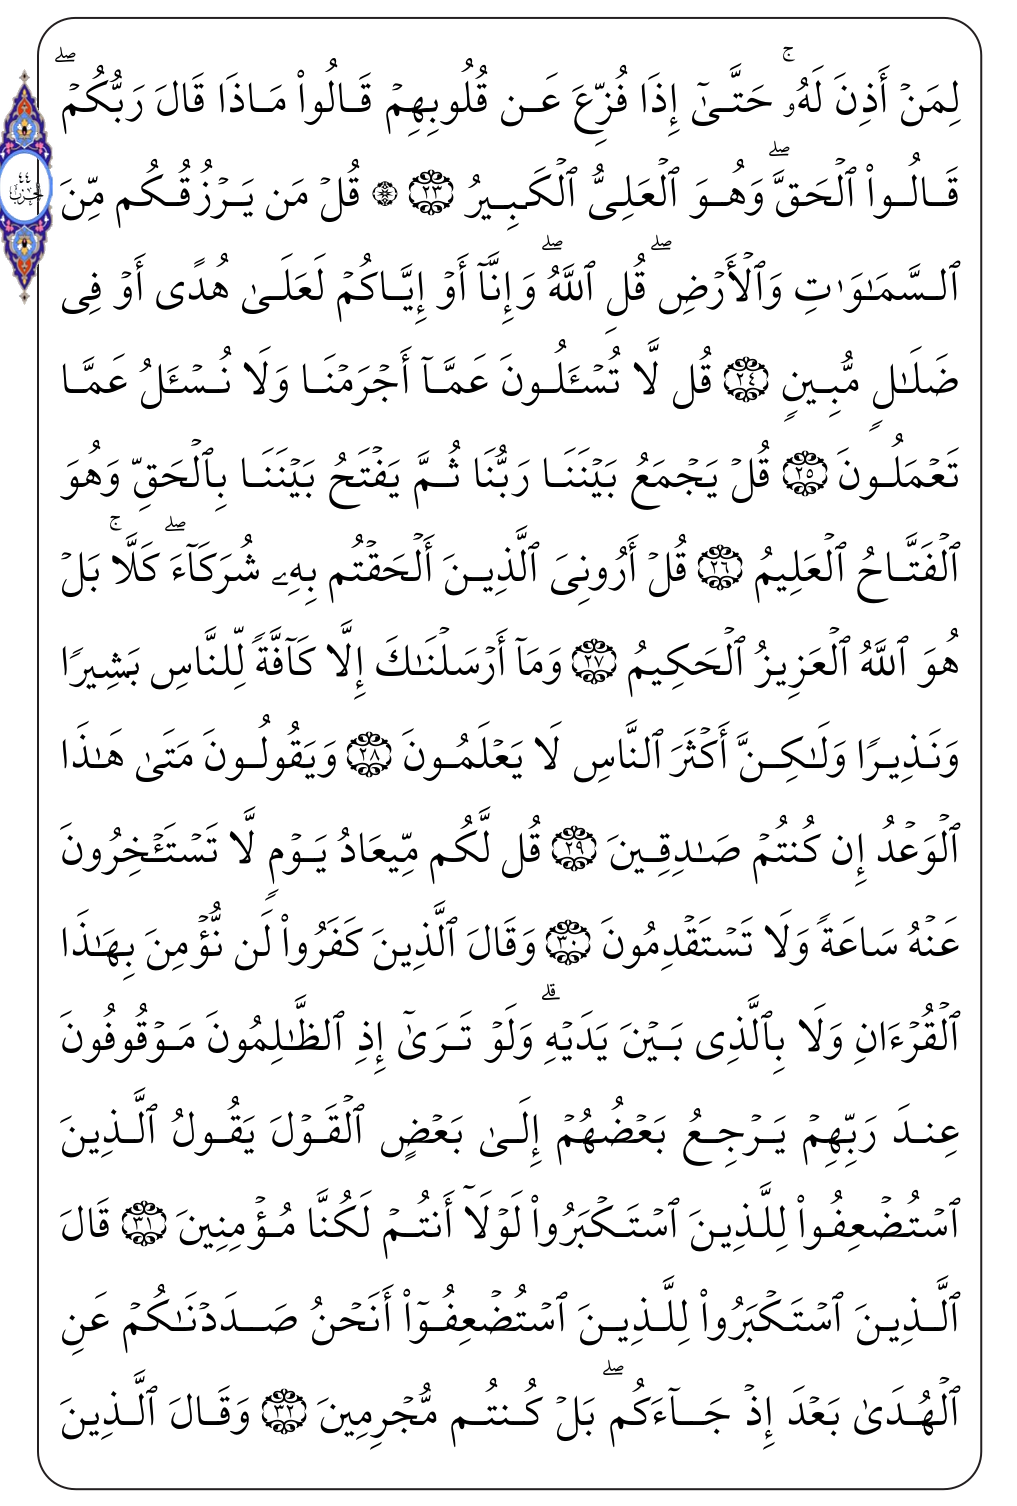 لِمَنۡ أَذِنَ لَهُۥۚ حَتَّىٰٓ إِذَا فُزِّعَ عَن قُلُوبِهِمۡ قَالُواْ مَاذَا قَالَ رَبُّكُمۡۖ
قَالُواْ ٱلۡحَقَّۖ وَهُوَ ٱلۡعَلِىُّ ٱلۡكَبِيرُ ٢٣ ۞ قُلۡ مَن يَرۡزُقُكُم مِّنَ
ٱلسَّمَٰوَٰتِ وَٱلۡأَرۡضِۖ قُلِ ٱللَّهُۖ وَإِنَّآ أَوۡ إِيَّاكُمۡ لَعَلَىٰ هُدًى أَوۡ فِى
ضَلَٰلٍ مُّبِينٍ ٢٤ قُل لَّا تُسۡـَٔلُونَ عَمَّآ أَجۡرَمۡنَا وَلَا نُسۡـَٔلُ عَمَّا
تَعۡمَلُونَ ٢٥ قُلۡ يَجۡمَعُ بَيۡنَنَا رَبُّنَا ثُمَّ يَفۡتَحُ بَيۡنَنَا بِٱلۡحَقِّ وَهُوَ
ٱلۡفَتَّاحُ ٱلۡعَلِيمُ ٢٦ قُلۡ أَرُونِىَ ٱلَّذِينَ أَلۡحَقۡتُم بِهِۦ شُرَكَآءَۖ كَلَّاۚ بَلۡ
هُوَ ٱللَّهُ ٱلۡعَزِيزُ ٱلۡحَكِيمُ ٢٧ وَمَآ أَرۡسَلۡنَٰكَ إِلَّا كَآفَّةً لِّلنَّاسِ بَشِيرًا
وَنَذِيرًا وَلَٰكِنَّ أَكۡثَرَ ٱلنَّاسِ لَا يَعۡلَمُونَ ٢٨ وَيَقُولُونَ مَتَىٰ هَٰذَا
ٱلۡوَعۡدُ إِن كُنتُمۡ صَٰدِقِينَ ٢٩ قُل لَّكُم مِّيعَادُ يَوۡمٍ لَّا تَسۡتَـٔۡخِرُونَ
عَنۡهُ سَاعَةً وَلَا تَسۡتَقۡدِمُونَ ٣٠ وَقَالَ ٱلَّذِينَ كَفَرُواْ لَن نُّؤۡمِنَ بِهَٰذَا
ٱلۡقُرۡءَانِ وَلَا بِٱلَّذِى بَيۡنَ يَدَيۡهِۗ وَلَوۡ تَرَىٰٓ إِذِ ٱلظَّٰلِمُونَ مَوۡقُوفُونَ
عِندَ رَبِّهِمۡ يَرۡجِعُ بَعۡضُهُمۡ إِلَىٰ بَعۡضٍ ٱلۡقَوۡلَ يَقُولُ ٱلَّذِينَ
ٱسۡتُضۡعِفُواْ لِلَّذِينَ ٱسۡتَكۡبَرُواْ لَوۡلَآ أَنتُمۡ لَكُنَّا مُؤۡمِنِينَ ٣١ قَالَ
ٱلَّذِينَ ٱسۡتَكۡبَرُواْ لِلَّذِينَ ٱسۡتُضۡعِفُوٓاْ أَنَحۡنُ صَدَدۡنَٰكُمۡ عَنِ
ٱلۡهُدَىٰ بَعۡدَ إِذۡ جَآءَكُمۖ بَلۡ كُنتُم مُّجۡرِمِينَ ٣٢ وَقَالَ ٱلَّذِينَ
الحزب
٤٤